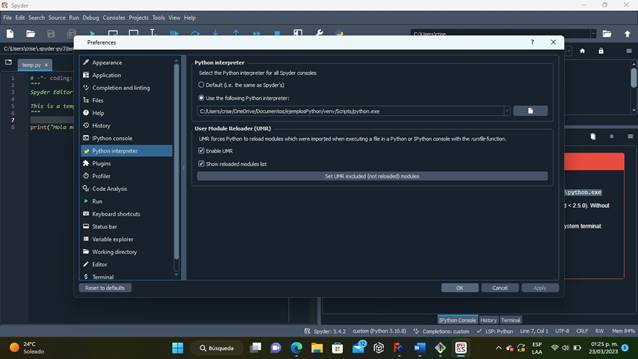 Spyder
File Edit Search Source Run Debug Consoles Projects Tools View Help
C:/Users/crise
C:\Users\crise\.spyder-py3\te
temp.py
Preferences
?
1 # -*- coding:
2 """
3 Spyder Editor
4
5 This is a temp
6 """
7
8 print("Hola m
Appearance
Application
Completion and linting
Files
Help
History
IPython console
Python interpreter
Plugins
Profiler
Code Analysis
Run
Keyboard shortcuts
Status bar
Variable explorer
Working directory
Editor
Terminal
Python interpreter
Select the Python interpreter for all Spyder consoles
Default (i.e. the same as Spyder's)
Use the following Python interpreter:
C:/Users/crise/OneDrive/Documentos/ejemplosPython/venv/Scripts/python.exe
User Module Reloader (UMR)
UMR forces Python to reload modules which were imported when executing a file in a Python or IPython console with the runfile function.
Enable UMR
Show reloaded modules list
Set UMR excluded (not reloaded) modules
Reset to defaults
OK
Cancel
Apply
\python.exe
d < 2.5.0). Without
ystem terminat
IPython Console History Terminal
Spyder: 5.4.2 custom (Python 3.10.8) Completions: custom LSP: Python Line 7, Col 1 UTF-8 CRLF RW Mem 84%
24°C
Soleado
Búsqueda
ESP
LAA
01:25 p. m.
23/03/2023